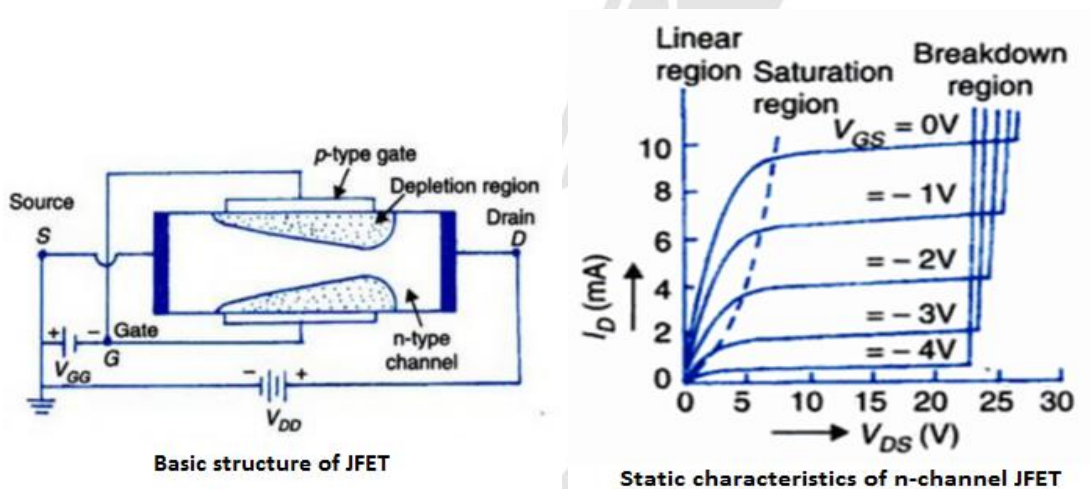 p-type gate
Depletion region
Source
Drain
S
D
+
−
Gate
G
V_GG
n-type
channel
−
+
V_DD
Basic structure of JFET
Linear
region
Saturation
region
Breakdown
region
V_GS = 0V
= − 1V
= − 2V
= − 3V
= − 4V
I_D (mA)
10
8
6
4
2
0
0 5 10 15 20 25 30
V_DS (V)
Static characteristics of n-channel JFET